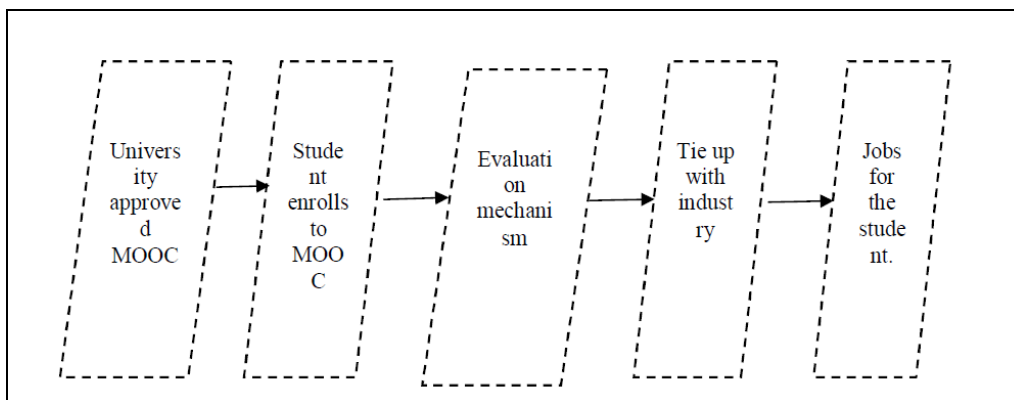 Univers
ity
approve
d
MOOC
Stude
nt
enrolls
to
MOO
C
Evaluati
on
mechani
sm
Tie up
with
indust
ry
Jobs
for
the
stude
nt.